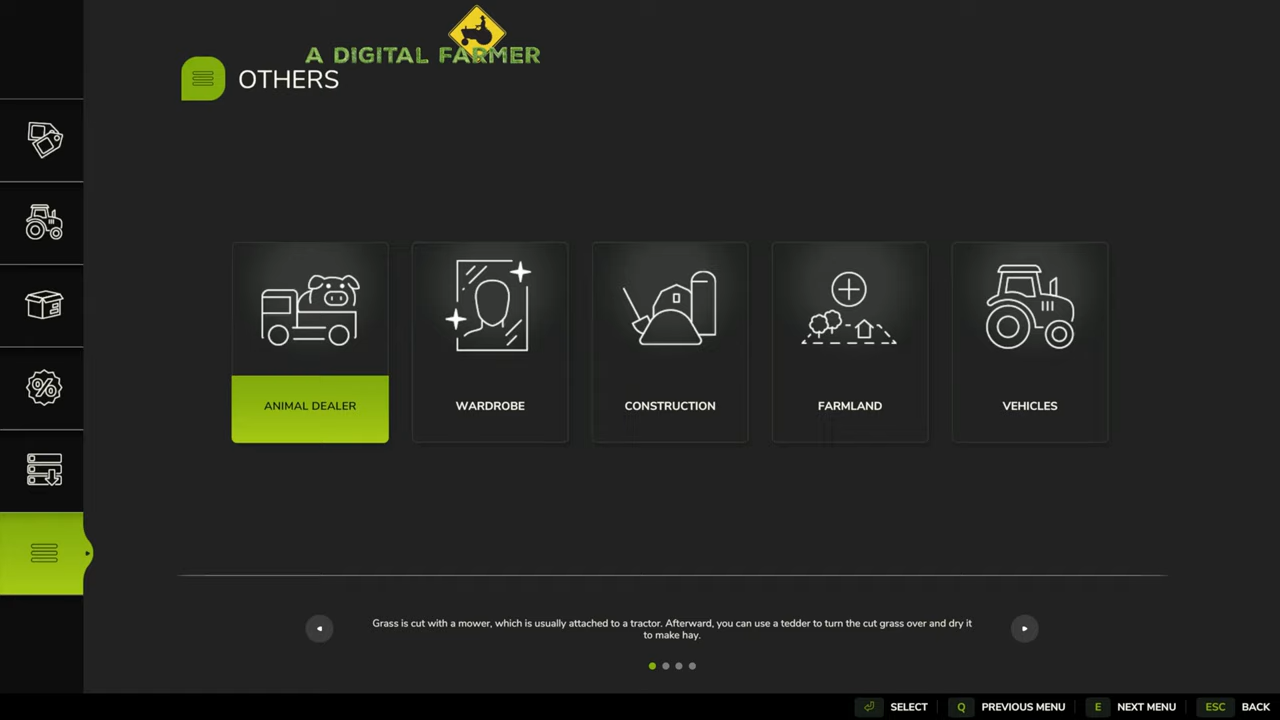 A DIGITAL FARMER
OTHERS
%
ANIMAL DEALER
WARDROBE
CONSTRUCTION
FARMLAND
VEHICLES
Grass is cut with a mower, which is usually attached to a tractor. Afterward, you can use a tedder to turn the cut grass over and dry it
to make hay.
SELECT
Q PREVIOUS MENU
E NEXT MENU
ESC BACK